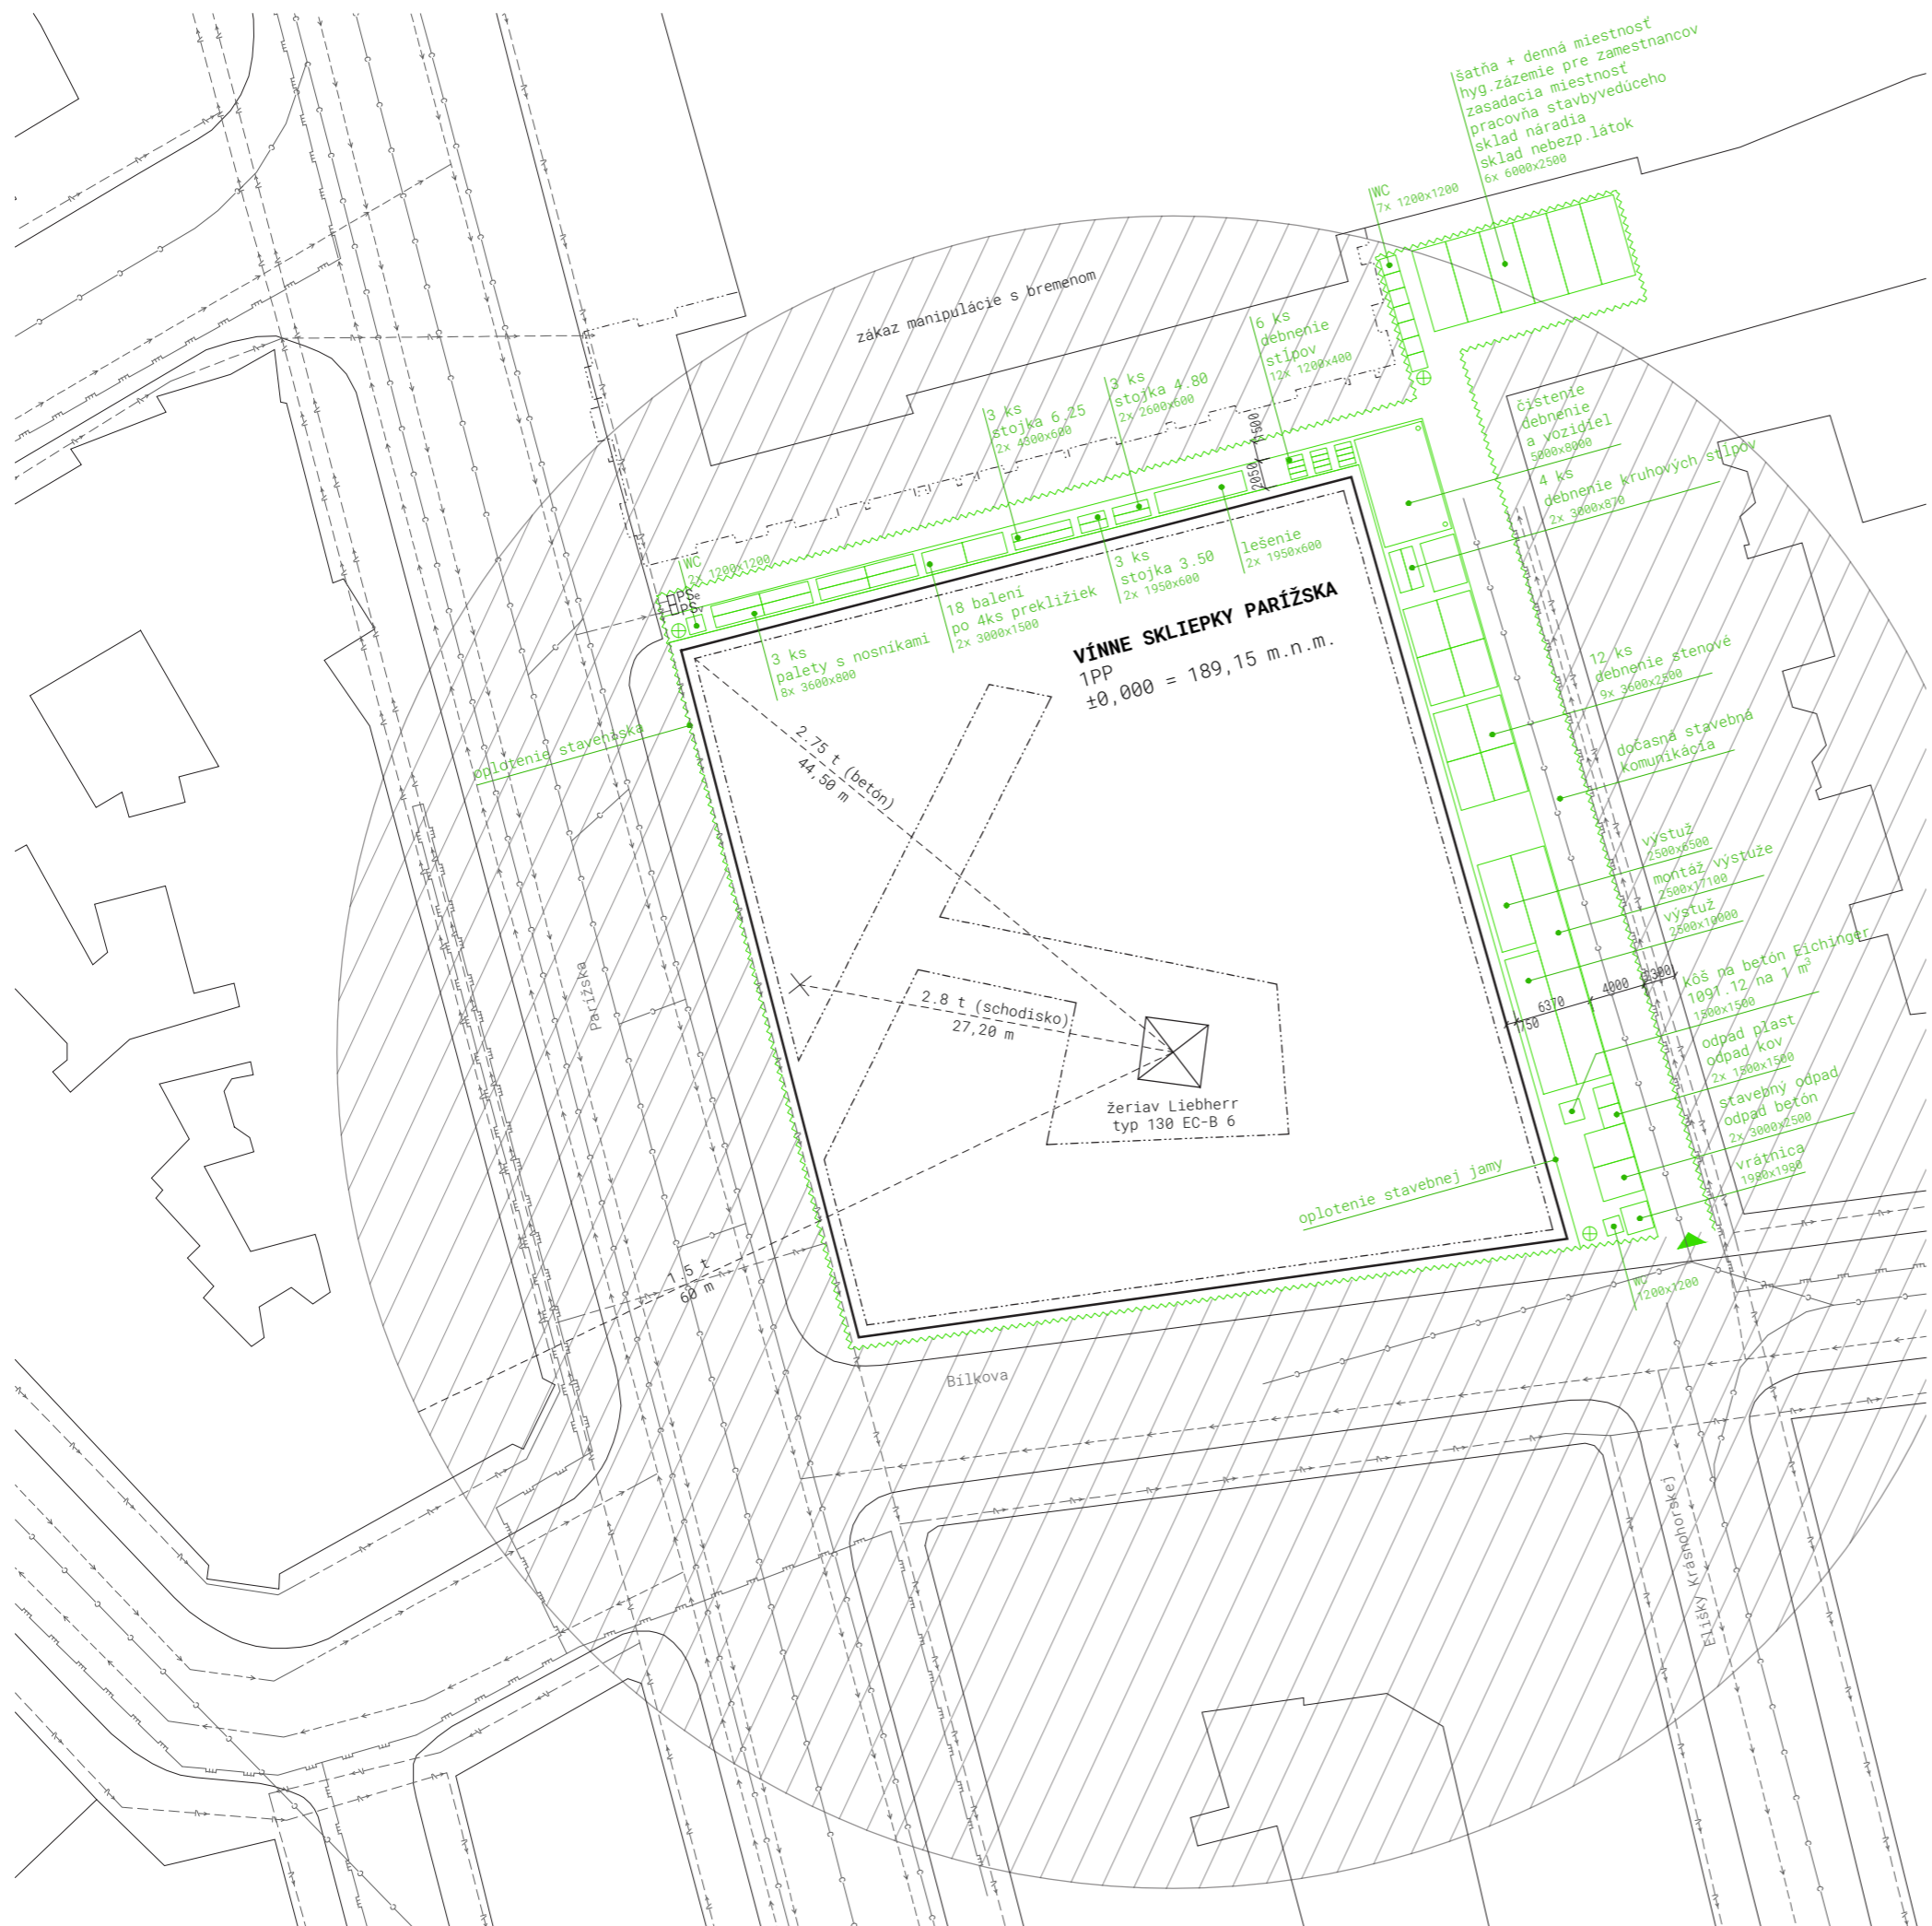 šatňa + denná miestnosť
hyg.zázemie pre zamestnancov
zasadacia miestnosť
pracovňa stavbyvedúceho
sklad náradia
sklad nebezp.látok
6x 6000x2500
WC
7x 1200x1200
zákaz manipulácie s bremenom
6 ks
debnenie
stĺpov
12x 1200x400
3 ks
stojka 4.80
2x 2600x600
3 ks
stojka 6.25
2x 4300x600
1500
2050
čistenie
debnenie
a vozidiel
5000x8000
4 ks
debnenie kruhových stĺpov
2x 3000x870
WC
2x 1200x1200
PSe
PSv
lešenie
2x 1950x600
3 ks
stojka 3.50
2x 1950x600
18 balení
po 4ks prekližiek
2x 3000x1500
3 ks
palety s nosníkami
8x 3600x800
VÍNNE SKLIEPKY PARÍŽSKA
1PP
±0,000 = 189,15 m.n.m.
12 ks
debnenie stenové
9x 3600x2500
oplotenie staveniska
2.75 t (betón)
44,50 m
dočasná stavebná
komunikácia
výstuž
2500x6500
montáž výstuže
2500x17100
výstuž
2500x10000
kôš na betón Eichinger
1091.12 na 1 m³
1500x1500
6370
4000
2300
750
Parížska
2.8 t (schodisko)
27,20 m
odpad plast
odpad kov
2x 1500x1500
stavebný odpad
odpad betón
2x 3000x2500
vrátnica
1980x1980
žeriav Liebherr
typ 130 EC-B 6
oplotenie stavebnej jamy
1.5 t
60 m
WC
1200x1200
Bílkova
Elišky Krásnohorskej